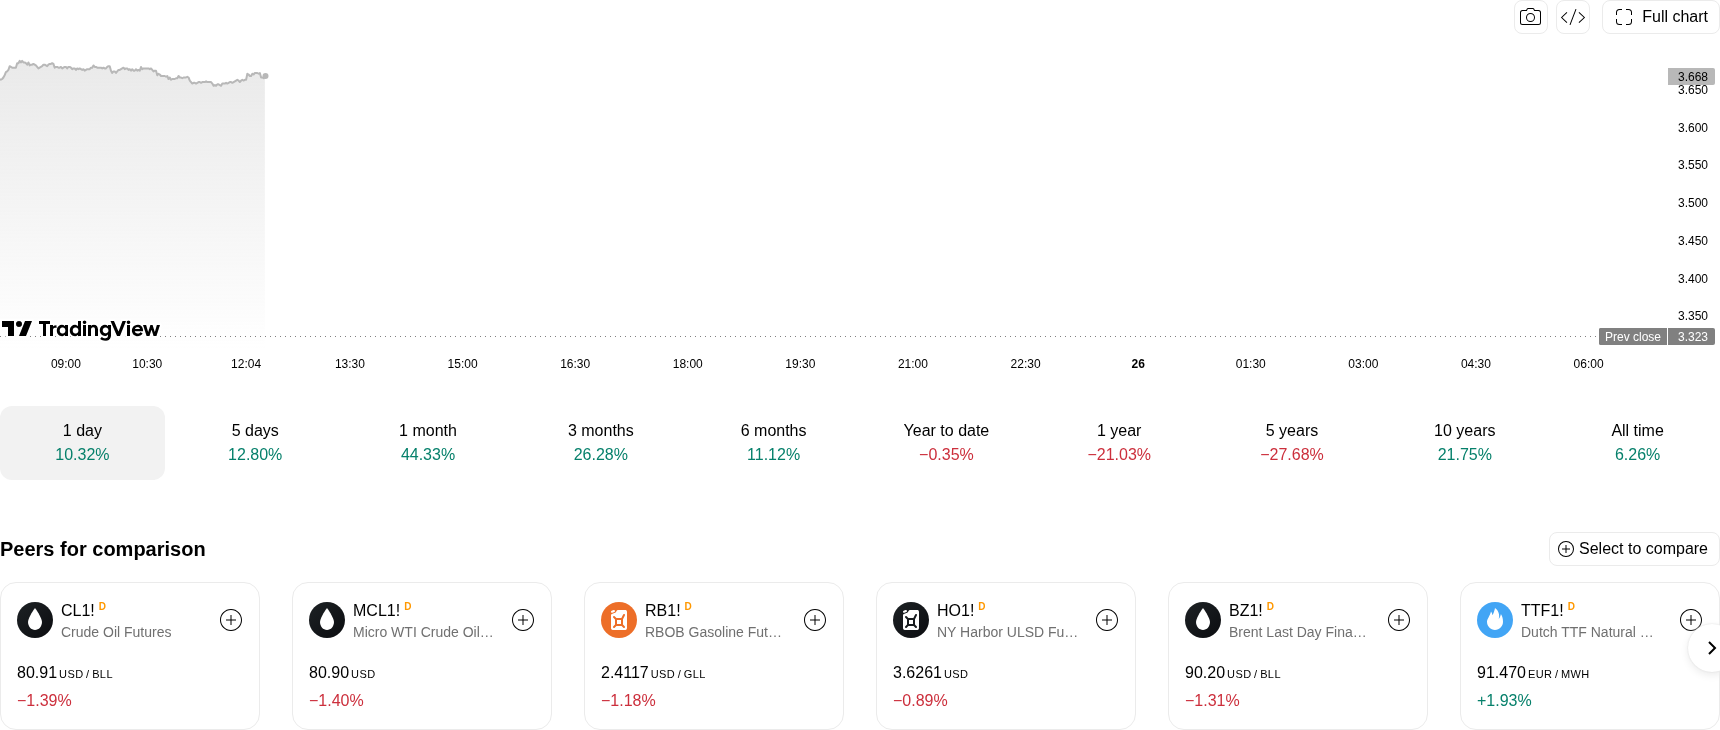 Full chart
3.668
3.650
3.600
3.550
3.500
3.450
3.400
3.350
TradingView
Prev close 3.323
09:00 10:30 12:04 13:30 15:00 16:30 18:00 19:30 21:00 22:30 26 01:30 03:00 04:30 06:00
1 day 5 days 1 month 3 months 6 months Year to date 1 year 5 years 10 years All time
10.32% 12.80% 44.33% 26.28% 11.12% −0.35% −21.03% −27.68% 21.75% 6.26%
Peers for comparison
Select to compare
CL1! D MCL1! D RB1! D HO1! D BZ1! D TTF1! D
Crude Oil Futures Micro WTI Crude Oil… RBOB Gasoline Fut… NY Harbor ULSD Fu… Brent Last Day Fina… Dutch TTF Natural …
80.91 USD / BLL 80.90 USD 2.4117 USD / GLL 3.6261 USD 90.20 USD / BLL 91.470 EUR / MWH
−1.39% −1.40% −1.18% −0.89% −1.31% +1.93%